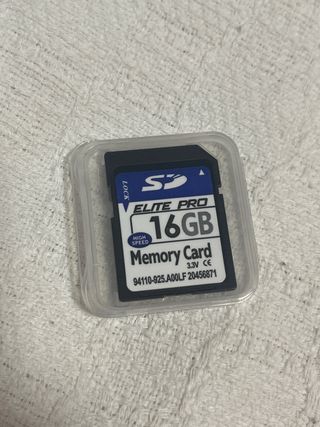 LOCK
SD
ELITE PRO
HIGH SPEED
16GB
Memory Card
3.3V CE
94110-925.A00LF 20456871